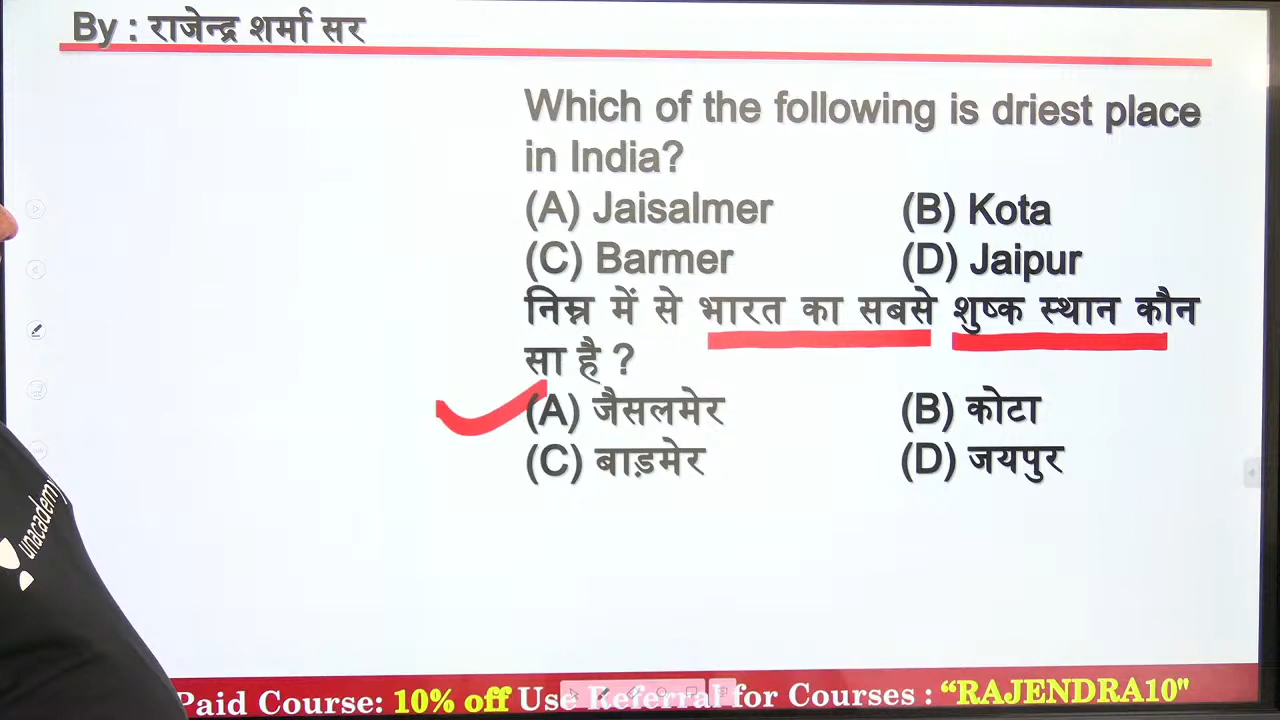 By : राजेन्द्र शर्मा सर
Which of the following is driest place
in India?
(A) Jaisalmer (B) Kota
(C) Barmer (D) Jaipur
निम्न में से भारत का सबसे शुष्क स्थान कौन
सा है ?
(A) जैसलमेर (B) कोटा
(C) बाड़मेर (D) जयपुर
unacademy
Paid Course: 10% off Use Referral for Courses : “RAJENDRA10"